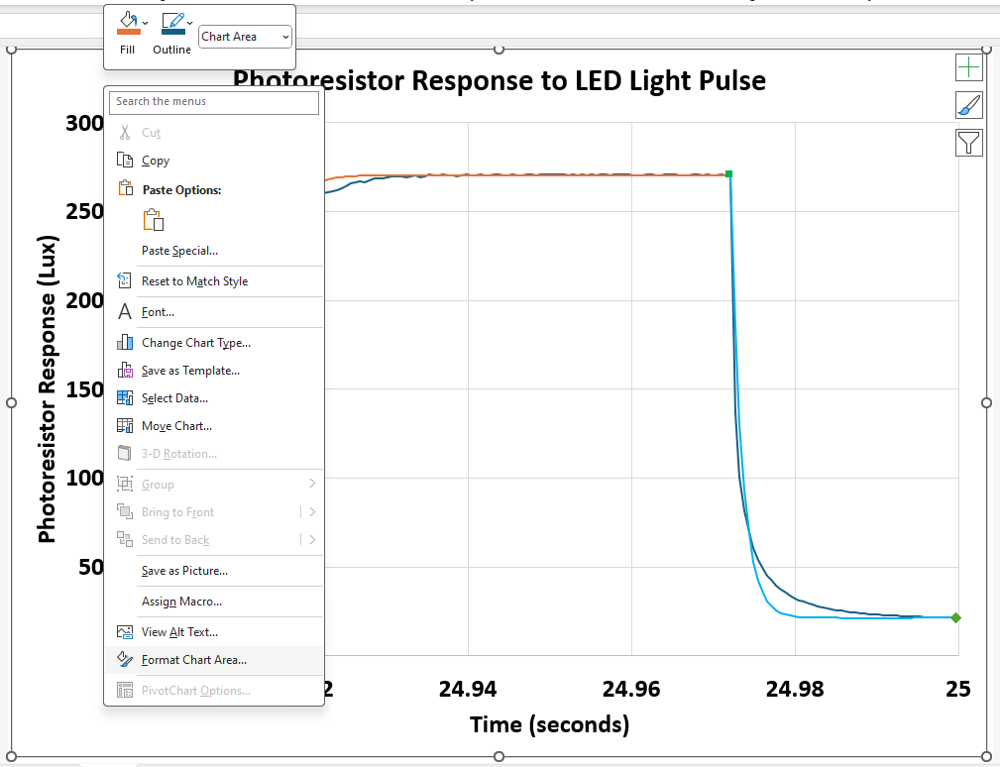 Fill
Outline
Chart Area
Photoresistor Response to LED Light Pulse
Search the menus
Cut
Copy
Paste Options:
Paste Special...
Reset to Match Style
Font...
Change Chart Type...
Save as Template...
Select Data...
Move Chart...
3-D Rotation...
Group
Bring to Front
Send to Back
Save as Picture...
Assign Macro...
View Alt Text...
Format Chart Area...
PivotChart Options...
300
250
200
150
100
50
Photoresistor Response (Lux)
2
24.94
24.96
24.98
25
Time (seconds)